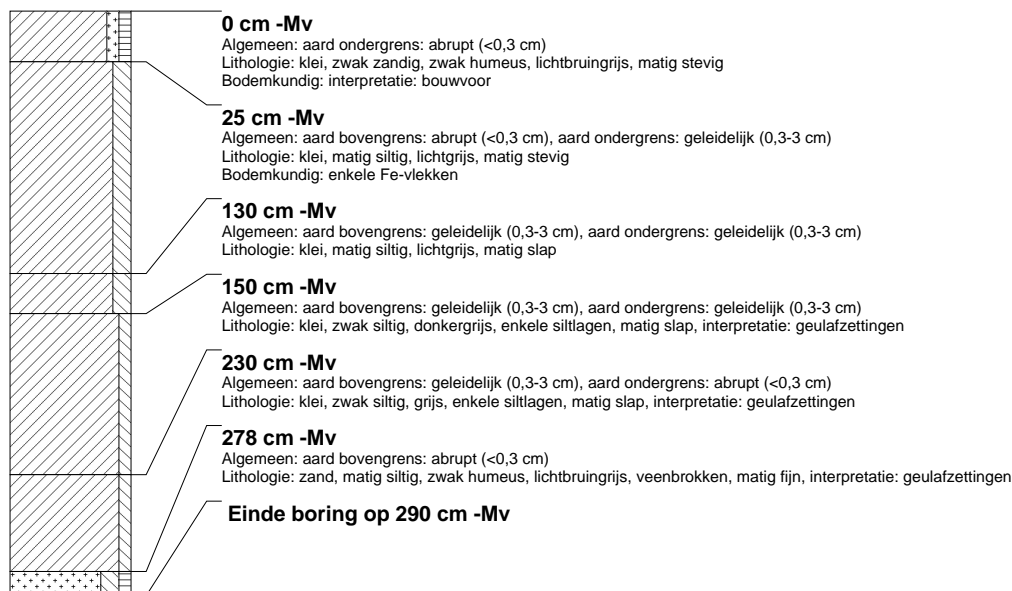 0 cm -Mv
Algemeen: aard ondergrens: abrupt (<0,3 cm)
Lithologie: klei, zwak zandig, zwak humeus, lichtbruingrijs, matig stevig
Bodemkundig: interpretatie: bouwvoor
25 cm -Mv
Algemeen: aard bovengrens: abrupt (<0,3 cm), aard ondergrens: geleidelijk (0,3-3 cm)
Lithologie: klei, matig siltig, lichtgrijs, matig stevig
Bodemkundig: enkele Fe-vlekken
130 cm -Mv
Algemeen: aard bovengrens: geleidelijk (0,3-3 cm), aard ondergrens: geleidelijk (0,3-3 cm)
Lithologie: klei, matig siltig, lichtgrijs, matig slap
150 cm -Mv
Algemeen: aard bovengrens: geleidelijk (0,3-3 cm), aard ondergrens: geleidelijk (0,3-3 cm)
Lithologie: klei, zwak siltig, donkergrijs, enkele siltlagen, matig slap, interpretatie: geulafzettingen
230 cm -Mv
Algemeen: aard bovengrens: geleidelijk (0,3-3 cm), aard ondergrens: abrupt (<0,3 cm)
Lithologie: klei, zwak siltig, grijs, enkele siltlagen, matig slap, interpretatie: geulafzettingen
278 cm -Mv
Algemeen: aard bovengrens: abrupt (<0,3 cm)
Lithologie: zand, matig siltig, zwak humeus, lichtbruingrijs, veenbrokken, matig fijn, interpretatie: geulafzettingen
Einde boring op 290 cm -Mv